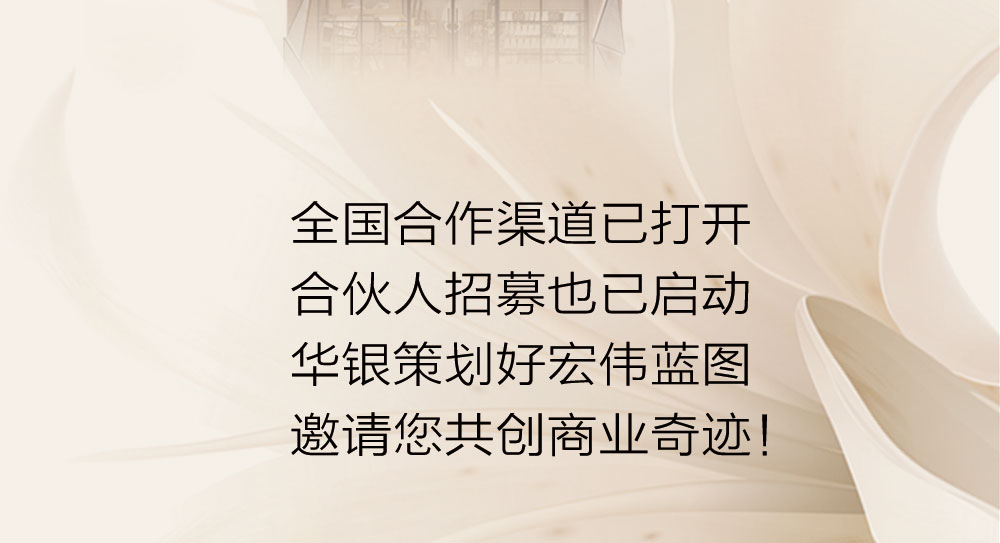 全国合作渠道已打开
合伙人招募也已启动
华银策划好宏伟蓝图
邀请您共创商业奇迹！